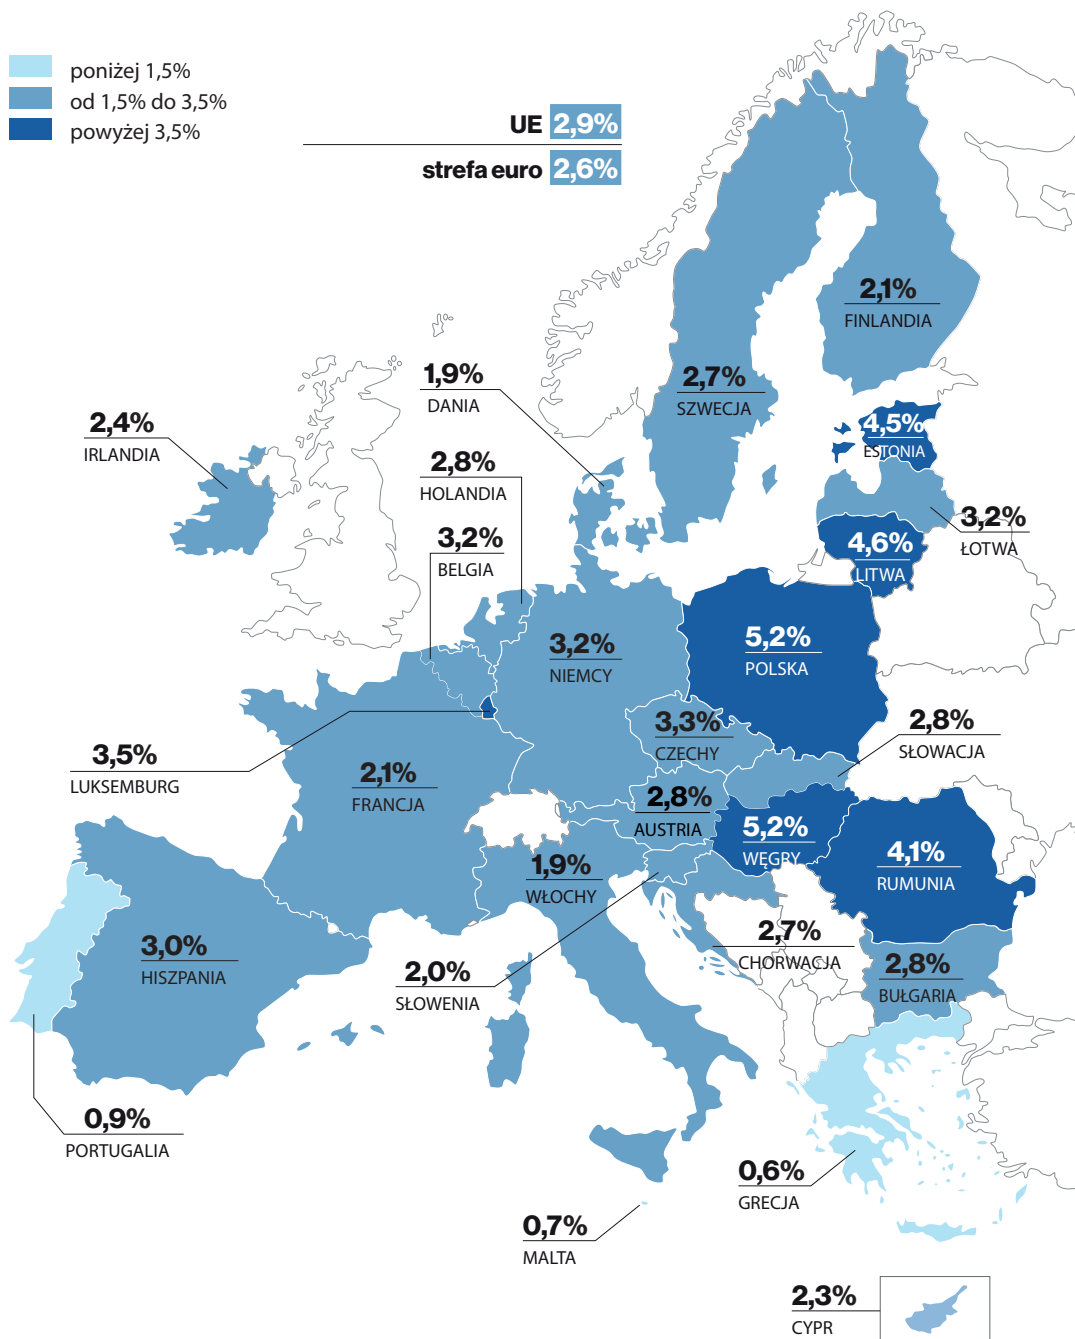 poniżej 1,5%
od 1,5% do 3,5%
powyżej 3,5%
UE 2,9%
strefa euro 2,6%
2,1%
FINLANDIA
1,9%
DANIA
2,7%
SZWECJA
2,4%
IRLANDIA
4,5%
ESTONIA
2,8%
HOLANDIA
3,2%
ŁOTWA
3,2%
BELGIA
4,6%
LITWA
3,2%
NIEMCY
5,2%
POLSKA
3,3%
CZECHY
2,8%
SŁOWACJA
3,5%
LUKSEMBURG
2,1%
FRANCJA
2,8%
AUSTRIA
5,2%
WĘGRY
4,1%
RUMUNIA
1,9%
WŁOCHY
3,0%
HISZPANIA
2,7%
CHORWACJA
2,0%
SŁOWENIA
2,8%
BUŁGARIA
0,9%
PORTUGALIA
0,6%
GRECJA
0,7%
MALTA
2,3%
CYPR